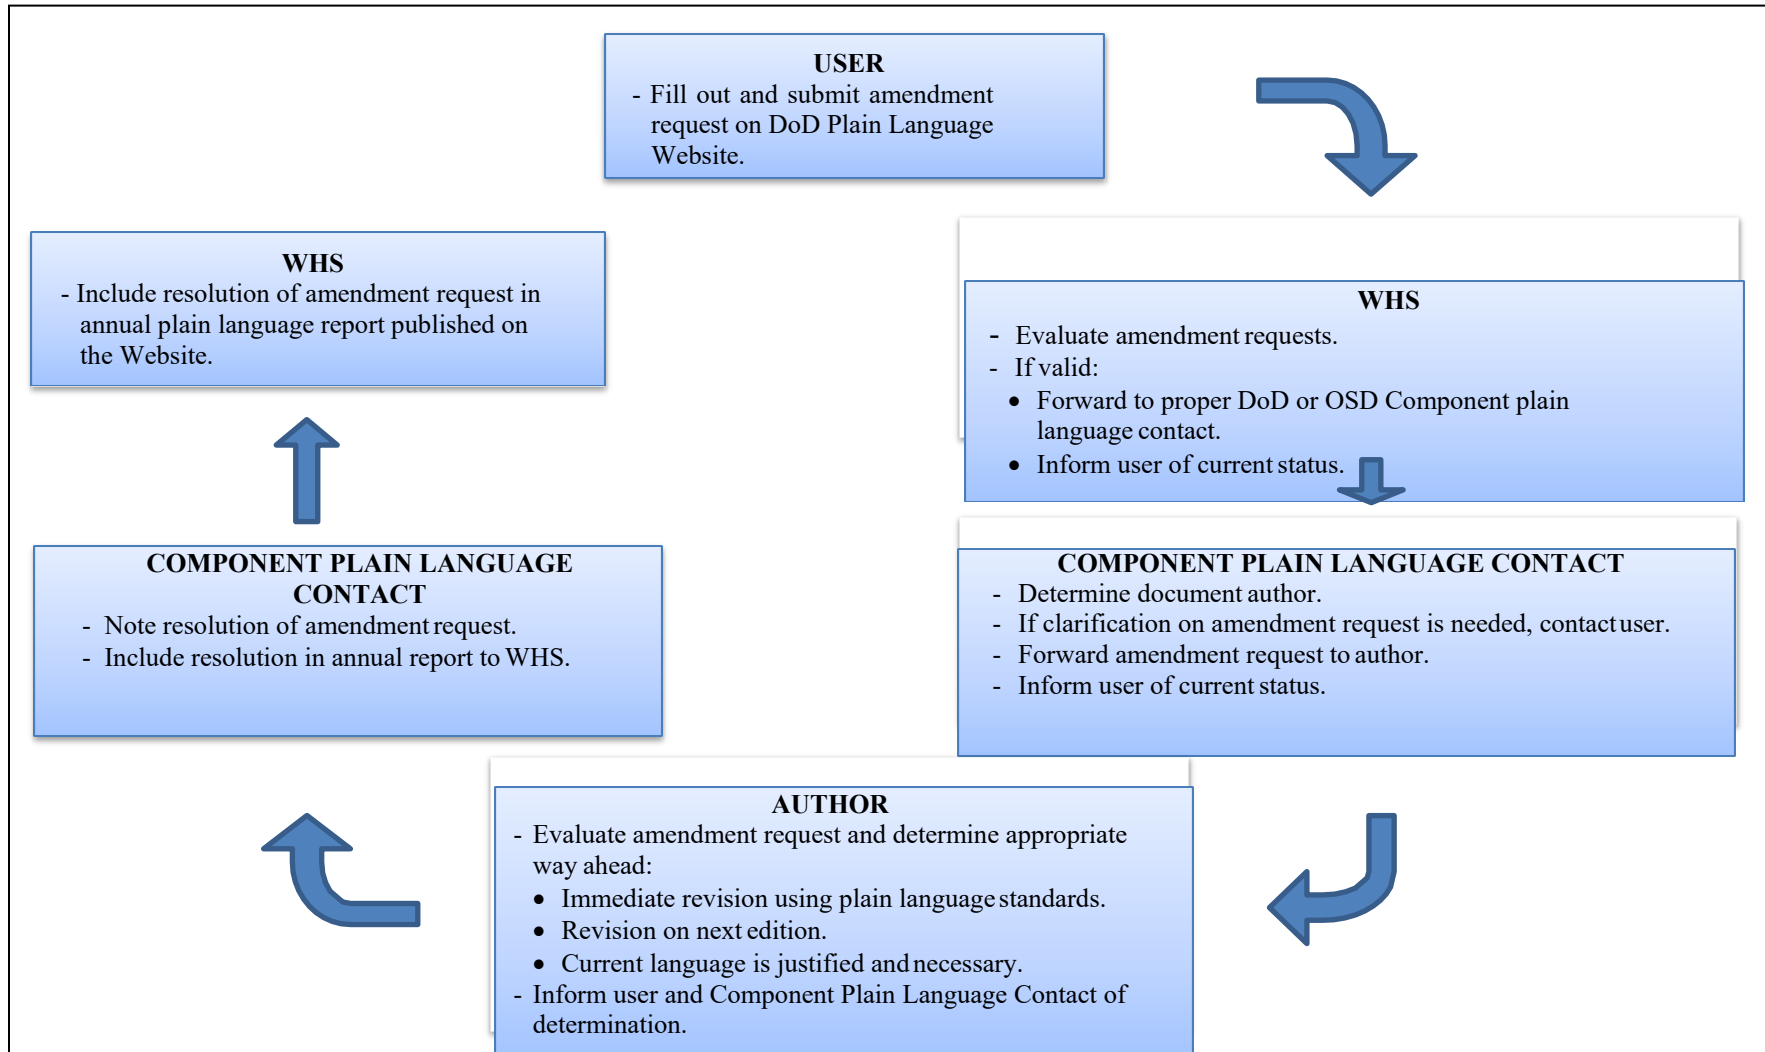 USER
- Fill out and submit amendment
request on DoD Plain Language
Website.
WHS
- Evaluate amendment requests.
- If valid:
• Forward to proper DoD or OSD Component plain
language contact.
• Inform user of current status.
COMPONENT PLAIN LANGUAGE CONTACT
- Determine document author.
- If clarification on amendment request is needed, contact user.
- Forward amendment request to author.
- Inform user of current status.
AUTHOR
- Evaluate amendment request and determine appropriate
way ahead:
• Immediate revision using plain language standards.
• Revision on next edition.
• Current language is justified and necessary.
- Inform user and Component Plain Language Contact of
determination.
COMPONENT PLAIN LANGUAGE
CONTACT
- Note resolution of amendment request.
- Include resolution in annual report to WHS.
WHS
- Include resolution of amendment request in
annual plain language report published on
the Website.